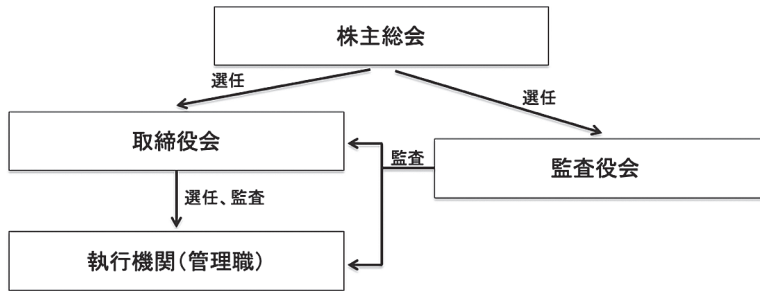 株主総会
選任
選任
取締役会
監査
監査役会
選任、監査
執行機関（管理職）